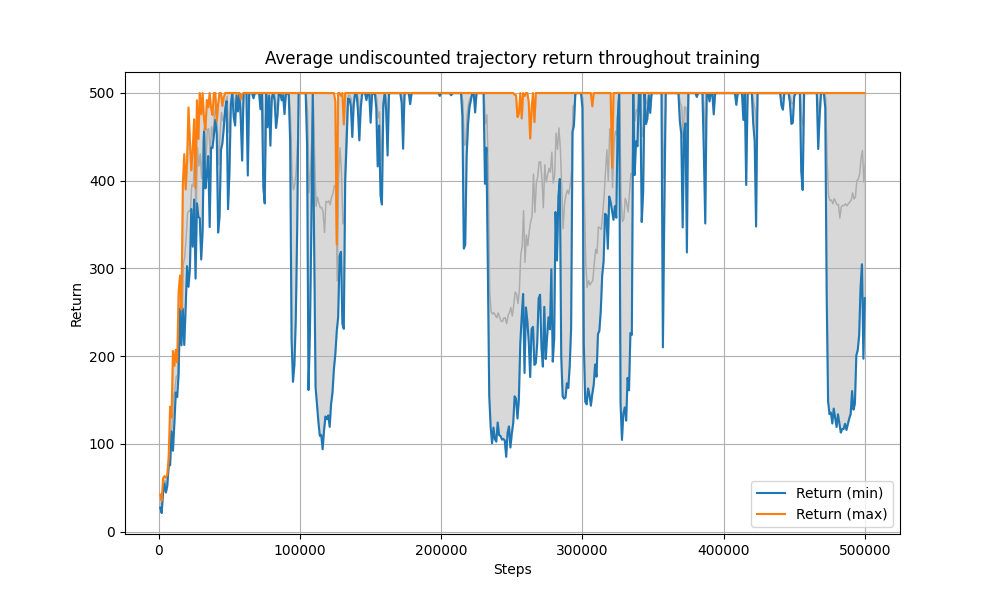 Average undiscounted trajectory return throughout training
Return
500
400
300
200
100
0
0 100000 200000 300000 400000 500000
Steps
Return (min)
Return (max)